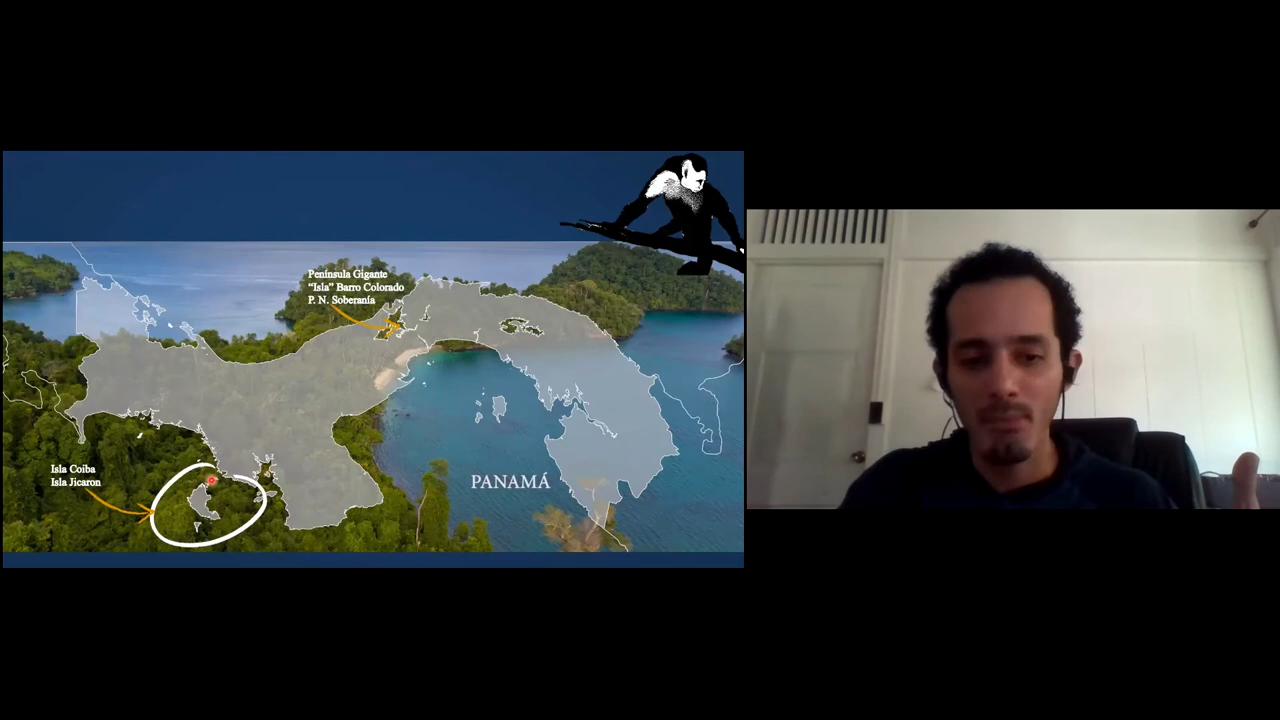 Península Gigante
“Isla” Barro Colorado
P. N. Soberanía
Isla Coiba
Isla Jicaron
PANAMÁ